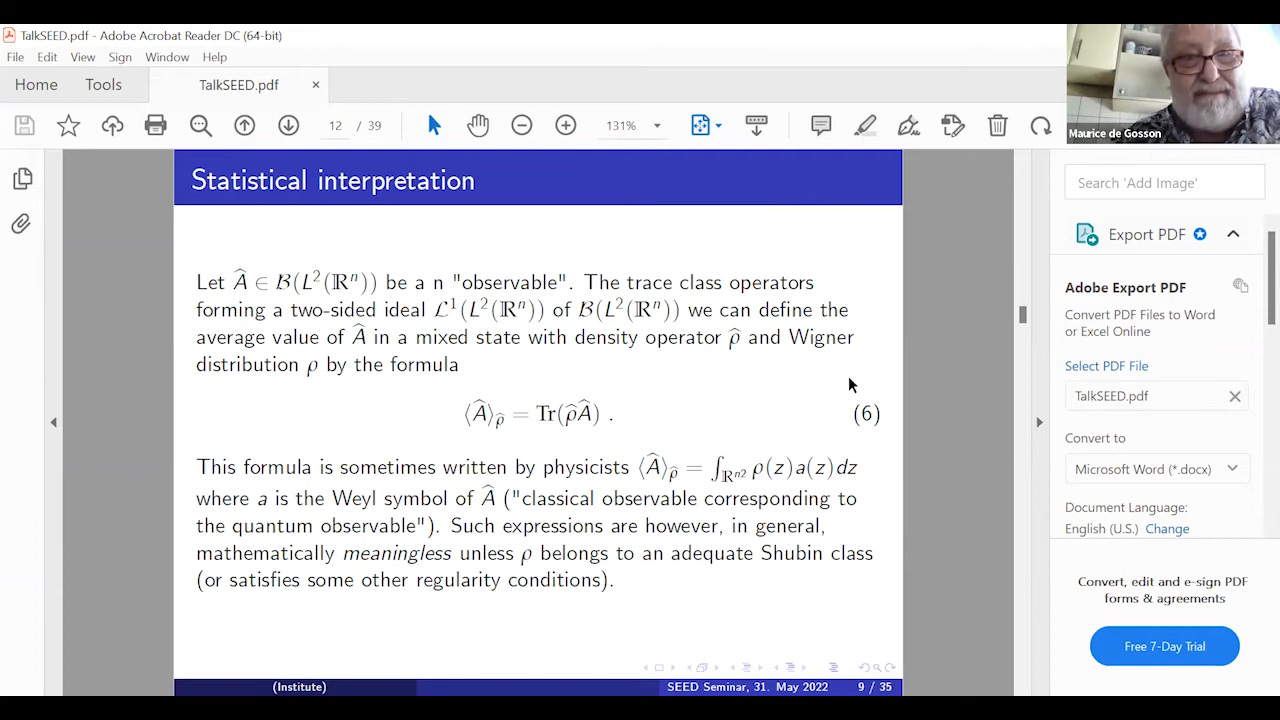 TalkSEED.pdf - Adobe Acrobat Reader DC (64-bit)
File Edit View Sign Window Help
Home Tools TalkSEED.pdf ×
12 / 39 131%
Maurice de Gosson
Statistical interpretation
Let Â ∈ ℬ(L²(ℝⁿ)) be a n "observable". The trace class operators
forming a two-sided ideal ℒ¹(L²(ℝⁿ)) of ℬ(L²(ℝⁿ)) we can define the
average value of Â in a mixed state with density operator ρ̂ and Wigner
distribution ρ by the formula
⟨Â⟩_ρ̂ = Tr(ρ̂Â) . (6)
This formula is sometimes written by physicists ⟨Â⟩_ρ̂ = ∫_ℝⁿ² ρ(z)a(z)dz
where a is the Weyl symbol of Â ("classical observable corresponding to
the quantum observable"). Such expressions are however, in general,
mathematically meaningless unless ρ belongs to an adequate Shubin class
(or satisfies some other regularity conditions).
(Institute) SEED Seminar, 31. May 2022 9 / 35
Search 'Add Image'
Export PDF
Adobe Export PDF
Convert PDF Files to Word
or Excel Online
Select PDF File
TalkSEED.pdf
Convert to
Microsoft Word (*.docx)
Document Language:
English (U.S.) Change
Convert, edit and e-sign PDF
forms & agreements
Free 7-Day Trial